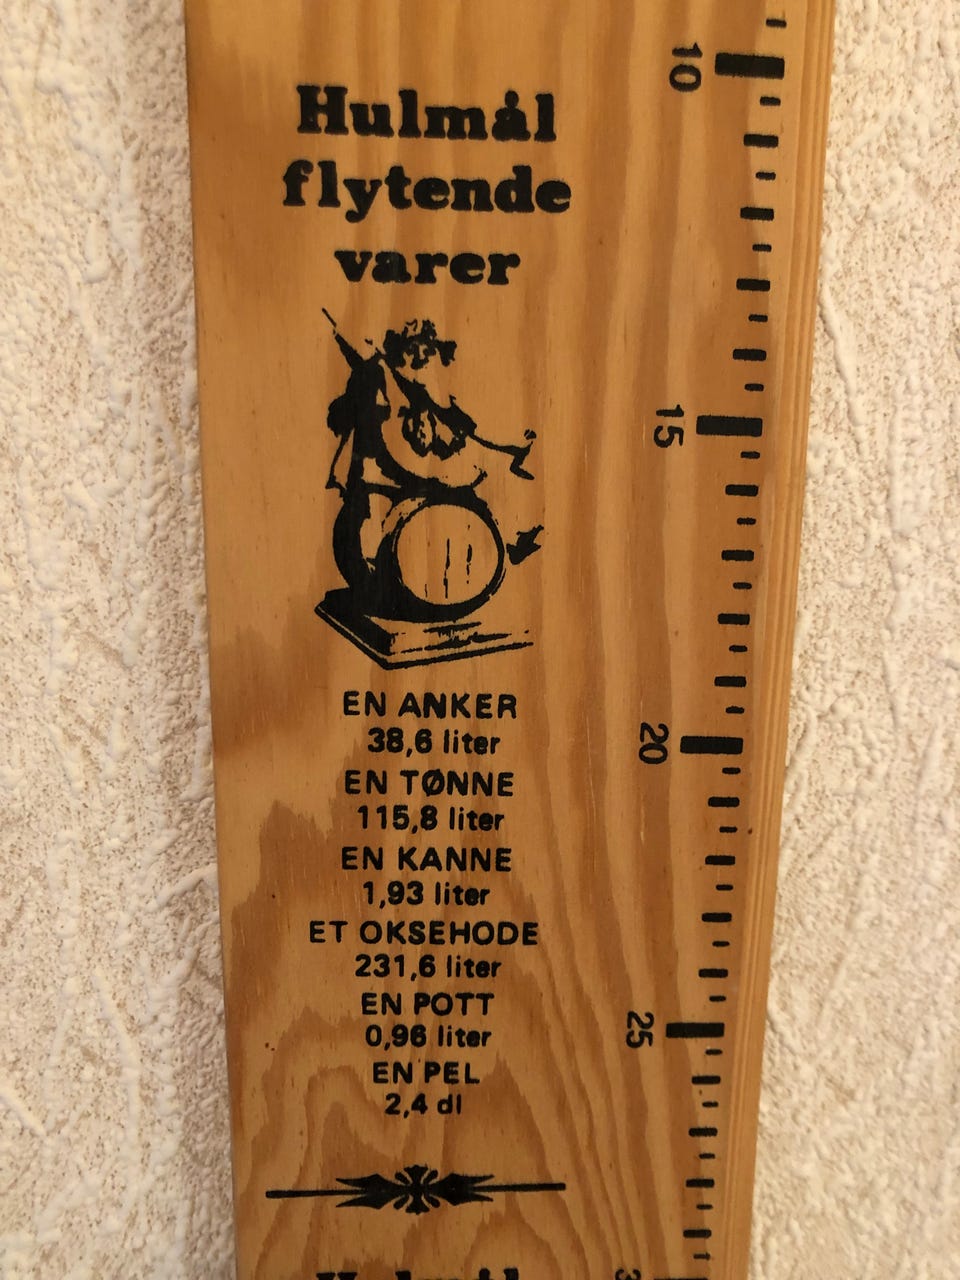 Hulmål
flytende
varer
EN ANKER
38,6 liter
EN TØNNE
115,8 liter
EN KANNE
1,93 liter
ET OKSEHODE
231,6 liter
EN POTT
0,96 liter
EN PEL
2,4 dl
10
15
20
25